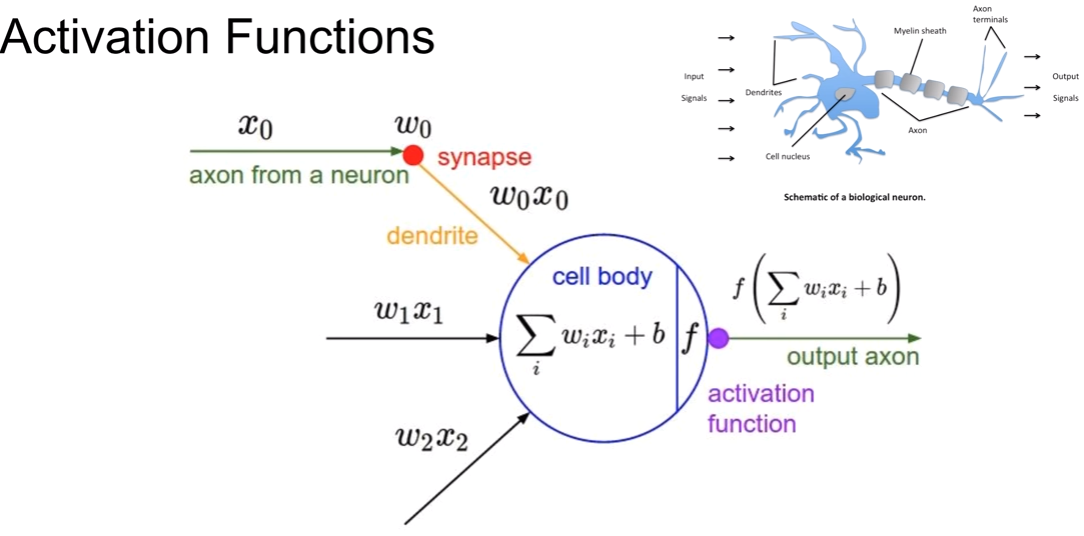 Activation Functions
Axon
terminals
Myelin sheath
Input
Signals
Dendrites
Output
Signals
Axon
Cell nucleus
Schematic of a biological neuron.
x₀
w₀
synapse
axon from a neuron
w₀x₀
dendrite
cell body
f(∑ᵢ wᵢxᵢ + b)
w₁x₁
∑ᵢ wᵢxᵢ + b
f
output axon
activation
function
w₂x₂